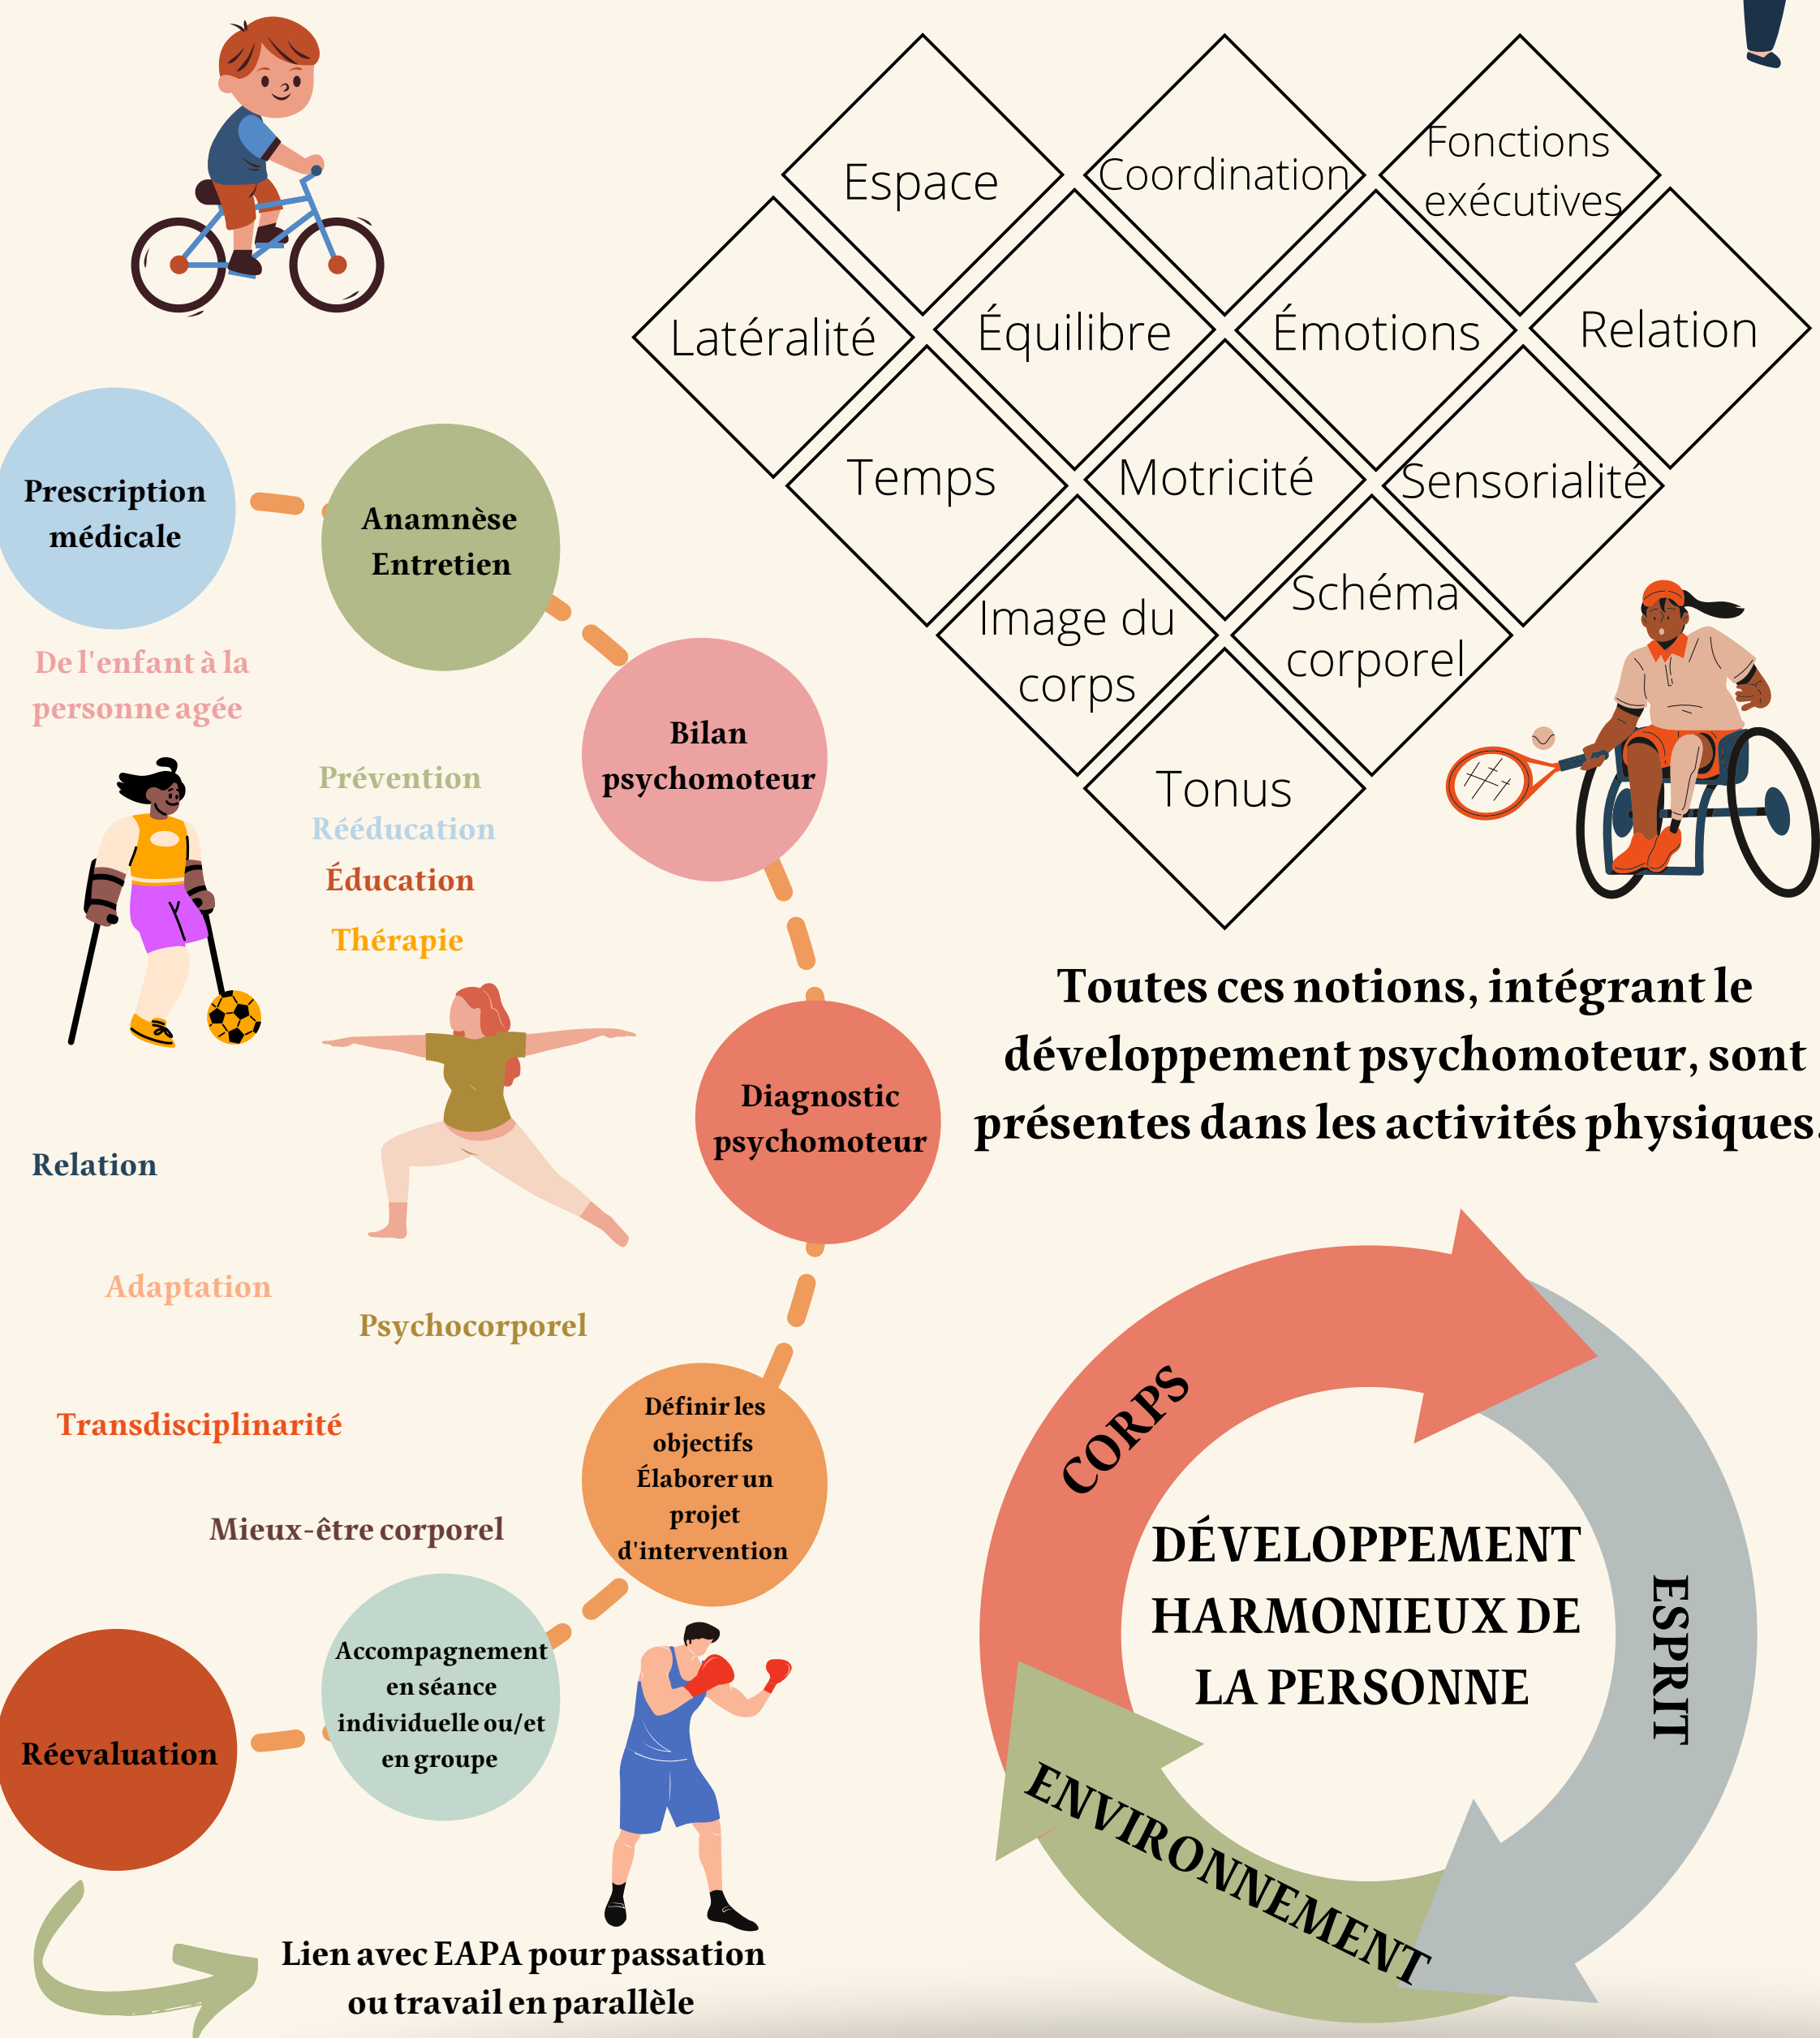 Espace
Coordination
Fonctions
exécutives
Latéralité
Équilibre
Émotions
Relation
Temps
Motricité
Sensorialité
Image du
corps
Schéma
corporel
Tonus
Prescription
médicale
Anamnèse
Entretien
De l'enfant à la
personne agée
Bilan
psychomoteur
Prévention
Rééducation
Éducation
Thérapie
Diagnostic
psychomoteur
Relation
Adaptation
Psychocorporel
Transdisciplinarité
Mieux-être corporel
Définir les
objectifs
Élaborer un
projet
d'intervention
Accompagnement
en séance
individuelle ou/et
en groupe
Réevaluation
Lien avec EAPA pour passation
ou travail en parallèle
Toutes ces notions, intégrant le
développement psychomoteur, sont
présentes dans les activités physiques.
CORPS
ESPRIT
ENVIRONNEMENT
DÉVELOPPEMENT
HARMONIEUX DE
LA PERSONNE